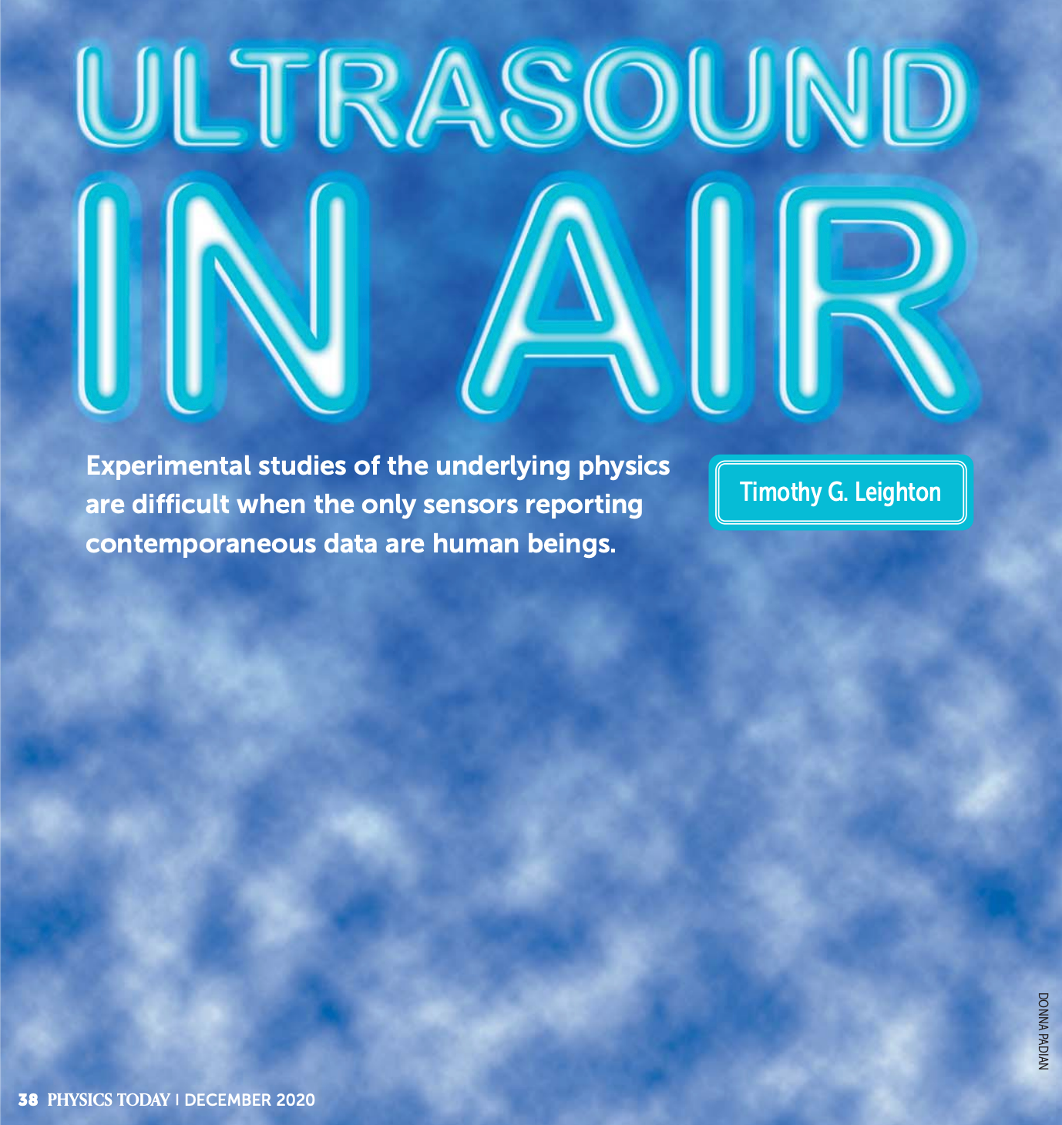 ULTRASOUND
IN AIR
Experimental studies of the underlying physics
are difficult when the only sensors reporting
contemporaneous data are human beings.
Timothy G. Leighton
DONNA PADIAN
38 PHYSICS TODAY | DECEMBER 2020